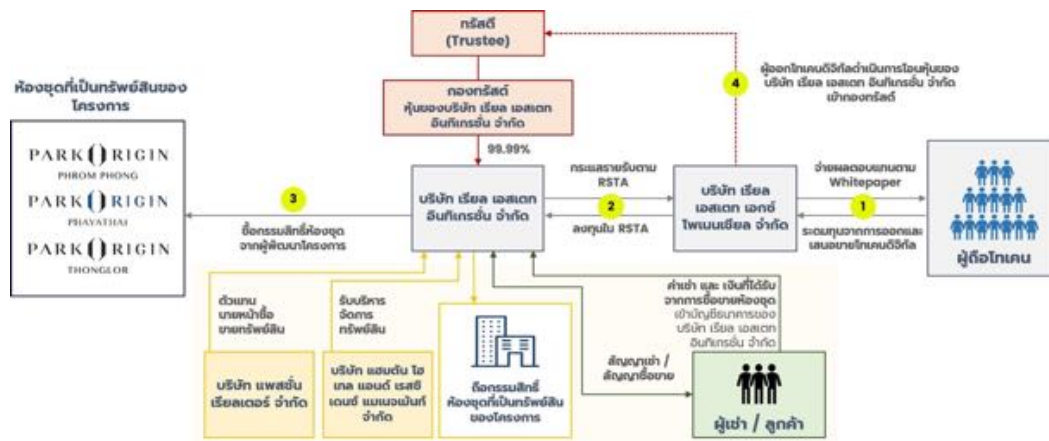 ทรัสตี
(Trustee)
ห้องชุดที่เป็นทรัพย์สินของ
โครงการ
PARK ORIGIN
PHROM PHONG
PARK ORIGIN
PHAYATHAI
PARK ORIGIN
THONGLOR
กองทรัสต์
หุ้นของบริษัท เรียล เอสเตท
อินทิเกรชั่น จำกัด
99.99%
4
ผู้ออกโทเคนดิจิทัลดำเนินการโอนหุ้นของ
บริษัท เรียล เอสเตท อินทิเกรชั่น จำกัด
เข้ากองทรัสต์
3
ซื้อกรรมสิทธิ์ห้องชุด
จากผู้พัฒนาโครงการ
บริษัท เรียล เอสเตท
อินทิเกรชั่น จำกัด
กระแสรายรับตาม
RSTA
2
ลงทุนใน RSTA
บริษัท เรียล
เอสเตท เอกซ์
โพเนนเชียล จำกัด
จ่ายผลตอบแทนตาม
Whitepaper
1
ระดมทุนจากการออกและ
เสนอขายโทเคนดิจิทัล
ผู้ถือโทเคน
ตัวแทน
นายหน้าซื้อ
ขายทรัพย์สิน
บริษัท แพสชั่น
เรียลเตอร์ จำกัด
รับบริหาร
จัดการ
ทรัพย์สิน
บริษัท แฮมตัน โฮ
เทล แอนด์ เรสซิ
เดนซ์ แมเนจเม้นท์
จำกัด
ถือกรรมสิทธิ์
ห้องชุดที่เป็นทรัพย์สิน
ของโครงการ
สัญญาเช่า /
สัญญาซื้อขาย
ค่าเช่า และ เงินที่ได้รับ
จากการซื้อขายห้องชุด
เข้าบัญชีธนาคารของ
บริษัท เรียล เอสเตท
อินทิเกรชั่น จำกัด
ผู้เช่า / ลูกค้า